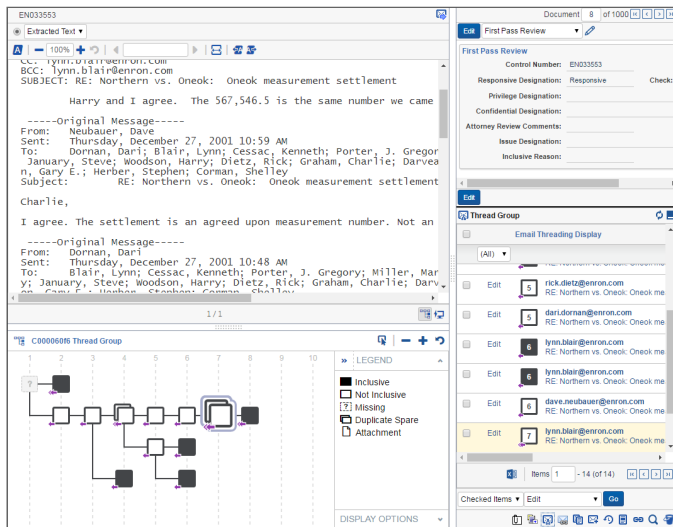 EN033553
Extracted Text
A
100%
CC: lynn.blair@enron.com
BCC: lynn.blair@enron.com
SUBJECT: RE: Northern vs. Oneok: Oneok measurement settlement
Harry and I agree. The 567,546.5 is the same number we came
-----Original Message-----
From: Neubauer, Dave
Sent: Thursday, December 27, 2001 10:59 AM
To: Dornan, Dari; Blair, Lynn; Cessac, Kenneth; Porter, J. Gregor
January, Steve; Woodson, Harry; Dietz, Rick; Graham, Charlie; Darvea
n, Gary E.; Herber, Stephen; Corman, Shelley
Subject: RE: Northern vs. Oneok: Oneok measurement settlement
Charlie,
I agree. The settlement is an agreed upon measurement number. Not an
-----Original Message-----
From: Dornan, Dari
Sent: Thursday, December 27, 2001 10:48 AM
To: Blair, Lynn; Cessac, Kenneth; Porter, J. Gregory; Miller, Mar
y; January, Steve; Woodson, Harry; Dietz, Rick; Graham, Charlie; Darv
1 / 1
C000060f6 Thread Group
1 2 3 4 5 6 7 8 9 10
?
» LEGEND
Inclusive
Not Inclusive
? Missing
Duplicate Spare
Attachment
DISPLAY OPTIONS
Document 8 of 1000
Edit First Pass Review
First Pass Review
Control Number: EN033553
Responsive Designation: Responsive Check:
Privilege Designation:
Confidential Designation:
Attorney Review Comments:
Issue Designation:
Inclusive Reason:
Edit
Thread Group
Email Threading Display
(All)
RE: Northern vs. Oneok: Oneok me
Edit 5 rick.dietz@enron.com
RE: Northern vs. Oneok: Oneok me
Edit 5 dari.dornan@enron.com
RE: Northern vs. Oneok: Oneok me
Edit 6 lynn.blair@enron.com
RE: Northern vs. Oneok: Oneok me
Edit 6 lynn.blair@enron.com
RE: Northern vs. Oneok: Oneok me
Edit 6 dave.neubauer@enron.com
RE: Northern vs. Oneok: Oneok me
Edit 7 lynn.blair@enron.com
RE: Northern vs. Oneok: Oneok me
Items 1 - 14 (of 14)
Checked Items Edit Go